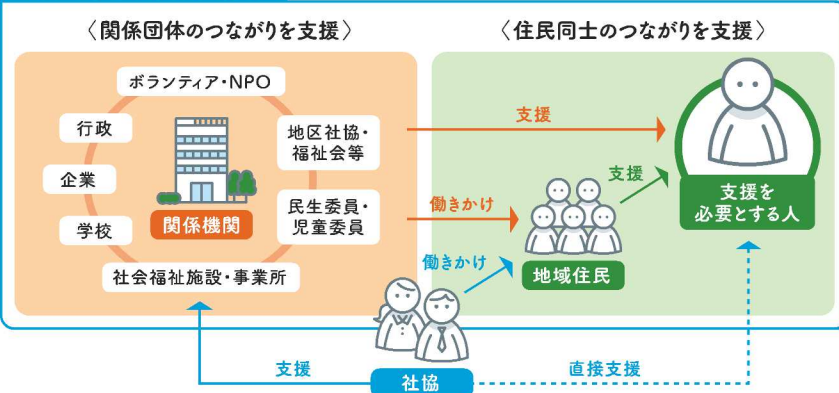 〈関係団体のつながりを支援〉
〈住民同士のつながりを支援〉
ボランティア・NPO
行政
企業
学校
関係機関
地区社協・
福祉会等
民生委員・
児童委員
社会福祉施設・事業所
支援
働きかけ
働きかけ
支援
地域住民
支援を
必要とする人
支援
社協
直接支援